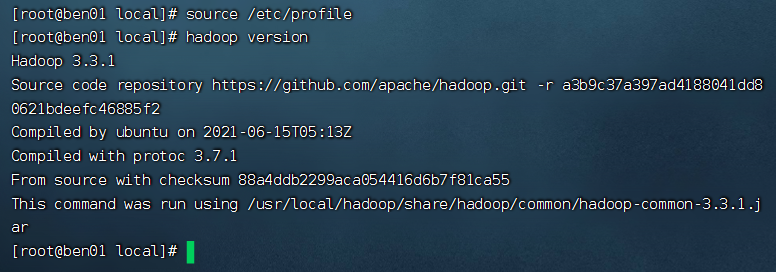 [root@ben01 local]# source /etc/profile
[root@ben01 local]# hadoop version
Hadoop 3.3.1
Source code repository https://github.com/apache/hadoop.git -r a3b9c37a397ad4188041dd8
0621bdeefc46885f2
Compiled by ubuntu on 2021-06-15T05:13Z
Compiled with protoc 3.7.1
From source with checksum 88a4ddb2299aca054416d6b7f81ca55
This command was run using /usr/local/hadoop/share/hadoop/common/hadoop-common-3.3.1.j
ar
[root@ben01 local]#